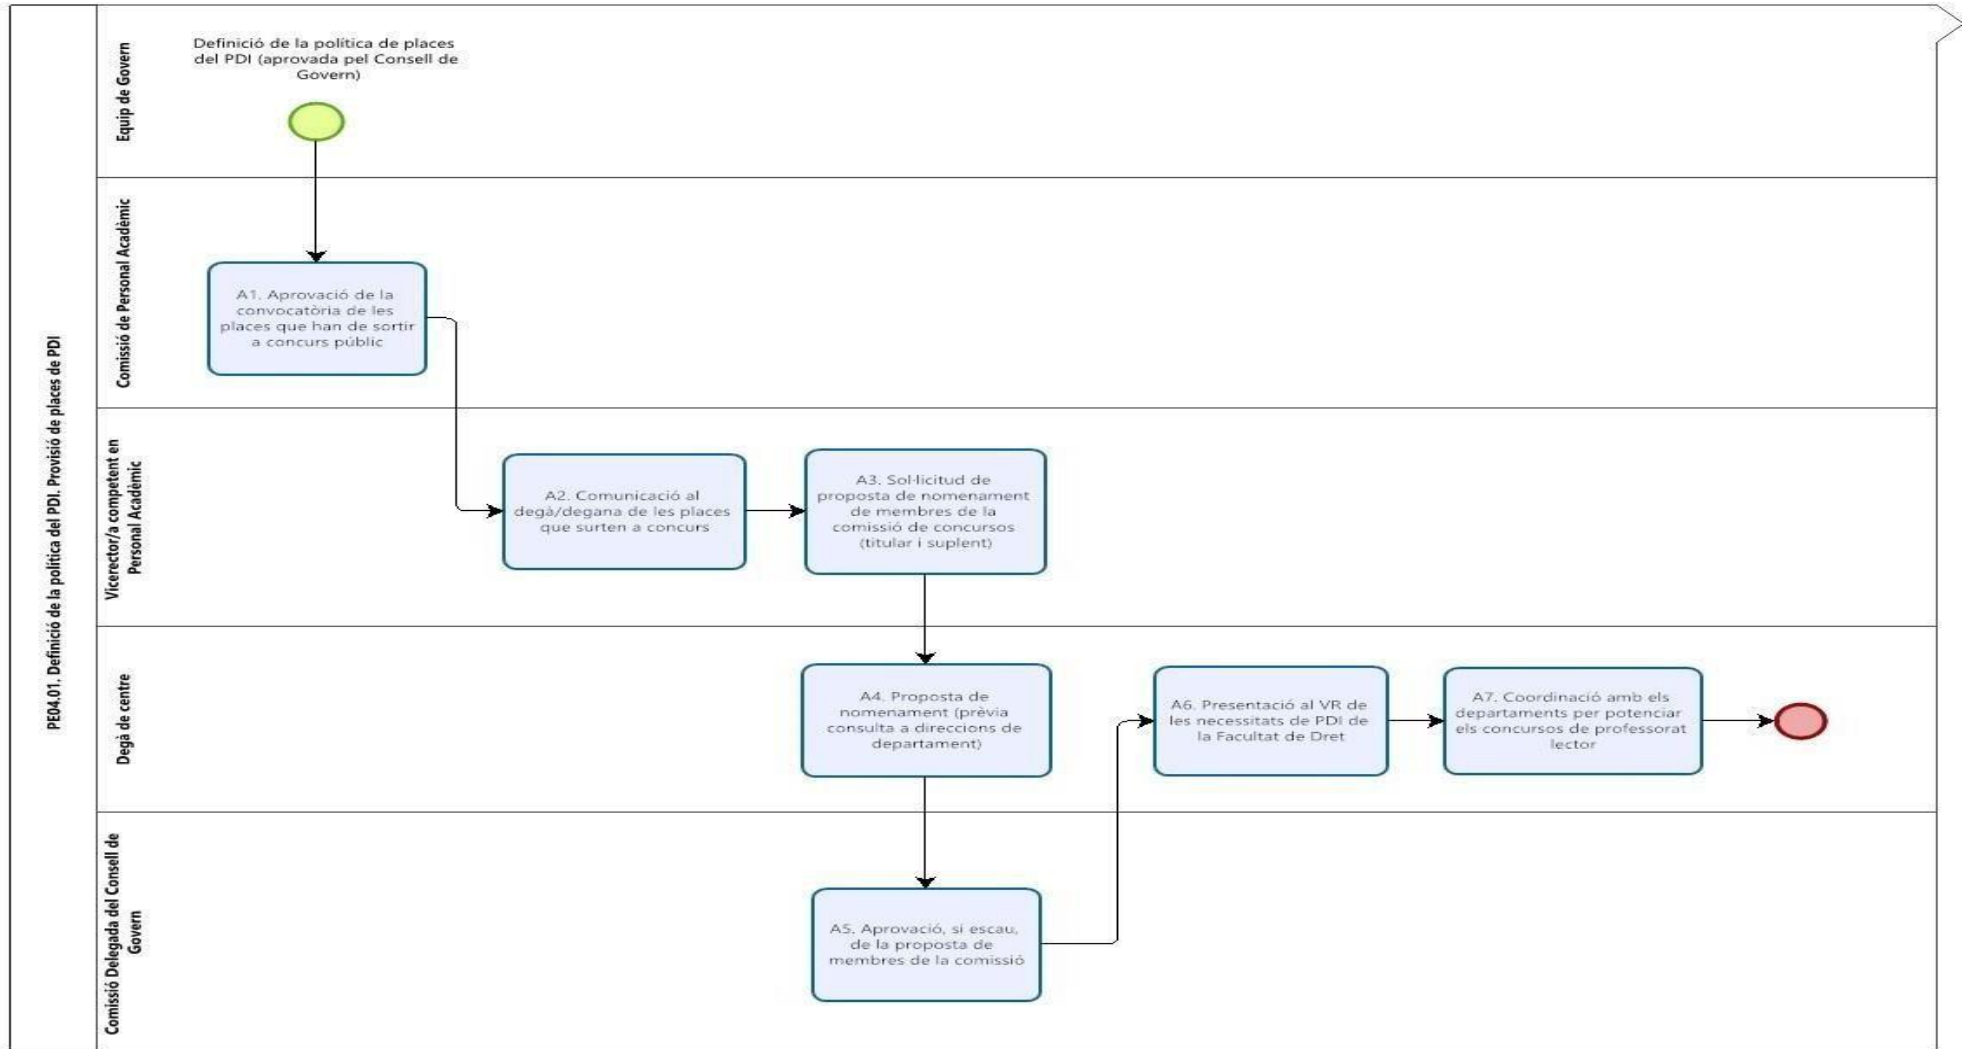 PE04.01. Definició de la política del PDI. Provisió de places de PDI
Equip de Govern
Definició de la política de places
del PDI (aprovada pel Consell de
Govern)
Comissió de Personal Acadèmic
A1. Aprovació de la
convocatòria de les
places que han de sortir
a concurs públic
Vicerector/a competent en
Personal Acadèmic
A2. Comunicació al
degà/degana de les places
que surten a concurs
A3. Sol·licitud de
proposta de nomenament
de membres de la
comissió de concursos
(titular i suplent)
Degà de centre
A4. Proposta de
nomenament (prèvia
consulta a direccions de
departament)
A6. Presentació al VR de
les necessitats de PDI de
la Facultat de Dret
A7. Coordinació amb els
departaments per potenciar
els concursos de professorat
lector
Comissió Delegada del Consell de
Govern
A5. Aprovació, si escau,
de la proposta de
membres de la comissió